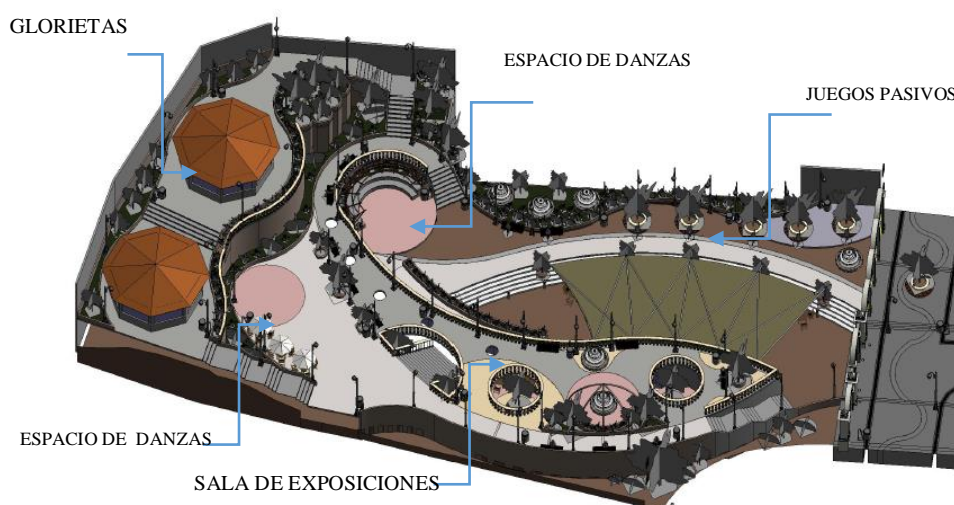 GLORIETAS
ESPACIO DE DANZAS
JUEGOS PASIVOS
ESPACIO DE DANZAS
SALA DE EXPOSICIONES